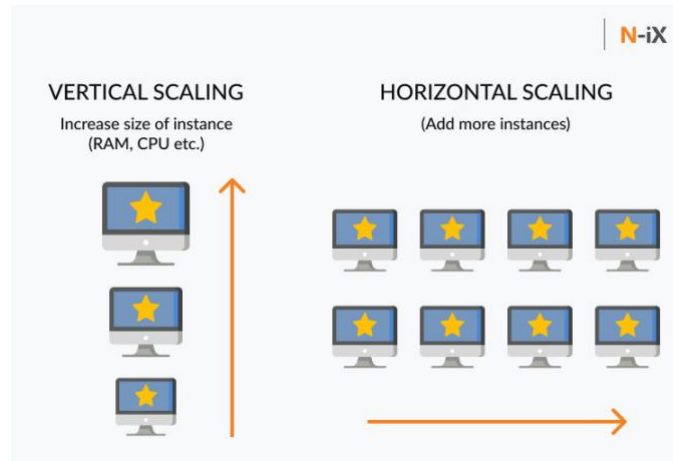 N-iX
VERTICAL SCALING
Increase size of instance
(RAM, CPU etc.)
HORIZONTAL SCALING
(Add more instances)